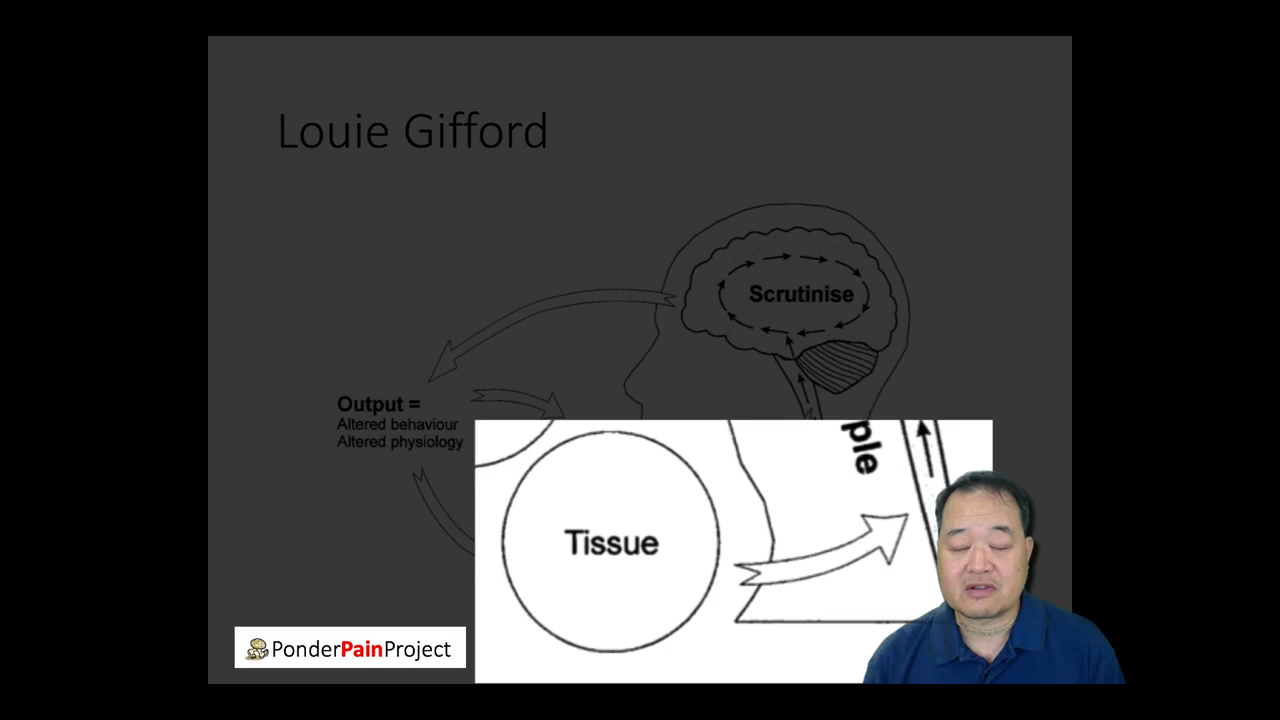 Louie Gifford
Scrutinise
Output =
Altered behaviour
Altered physiology
ple
Tissue
PonderPainProject